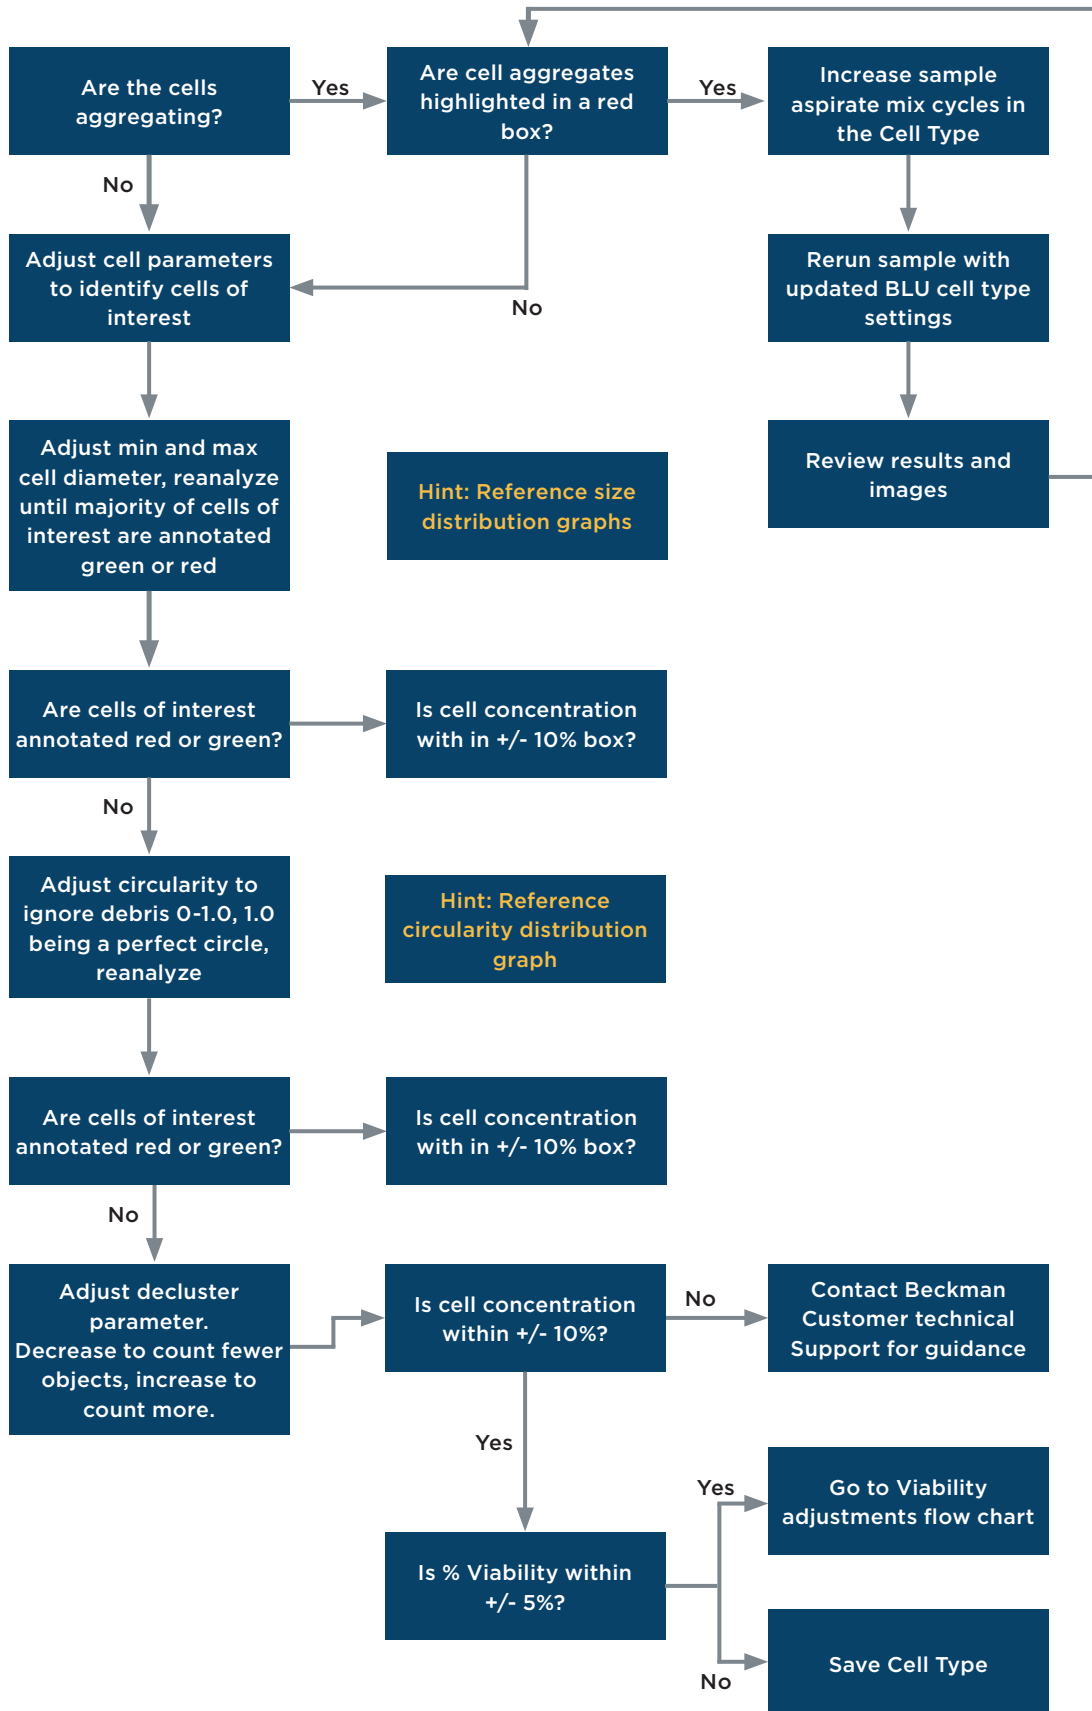 Are the cells
aggregating?
Yes
Are cell aggregates
highlighted in a red
box?
Yes
Increase sample
aspirate mix cycles in
the Cell Type
No
Adjust cell parameters
to identify cells of
interest
No
Rerun sample with
updated BLU cell type
settings
Adjust min and max
cell diameter, reanalyze
until majority of cells of
interest are annotated
green or red
Hint: Reference size
distribution graphs
Review results and
images
Are cells of interest
annotated red or green?
Is cell concentration
with in +/- 10% box?
No
Adjust circularity to
ignore debris 0-1.0, 1.0
being a perfect circle,
reanalyze
Hint: Reference
circularity distribution
graph
Are cells of interest
annotated red or green?
Is cell concentration
with in +/- 10% box?
No
Adjust decluster
parameter.
Decrease to count fewer
objects, increase to
count more.
Is cell concentration
within +/- 10%?
No
Contact Beckman
Customer technical
Support for guidance
Yes
Is % Viability within
+/- 5%?
Yes
Go to Viability
adjustments flow chart
No
Save Cell Type